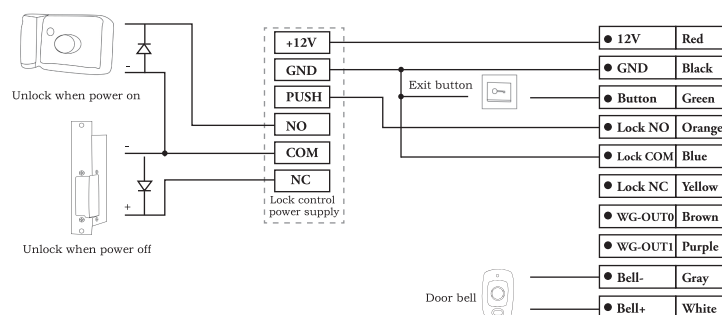 +12V
GND
PUSH
NO
COM
NC
Lock control
power supply
-
Unlock when power on
-
+
Unlock when power off
Exit button
Door bell
12V Red
GND Black
Button Green
Lock NO Orange
Lock COM Blue
Lock NC Yellow
WG-OUT0 Brown
WG-OUT1 Purple
Bell- Gray
Bell+ White